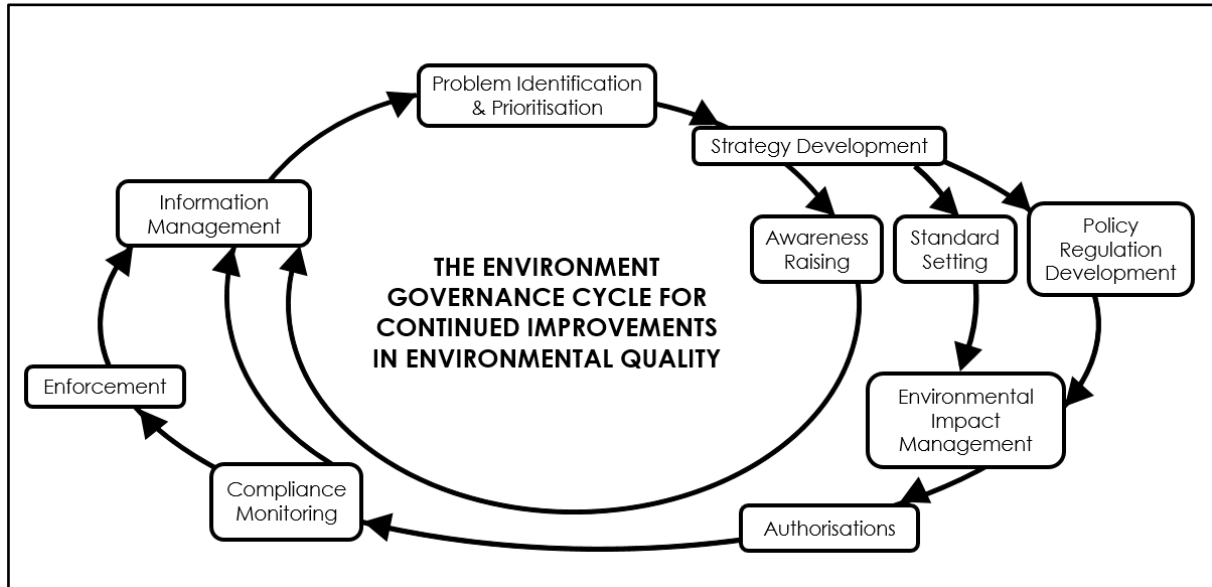 Problem Identification
& Prioritisation
Strategy Development
Information
Management
Awareness
Raising
Standard
Setting
Policy
Regulation
Development
THE ENVIRONMENT
GOVERNANCE CYCLE FOR
CONTINUED IMPROVEMENTS
IN ENVIRONMENTAL QUALITY
Enforcement
Environmental
Impact
Management
Compliance
Monitoring
Authorisations